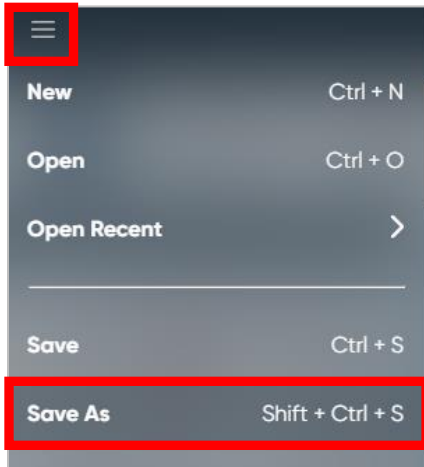 New Ctrl + N
Open Ctrl + O
Open Recent
Save Ctrl + S
Save As Shift + Ctrl + S